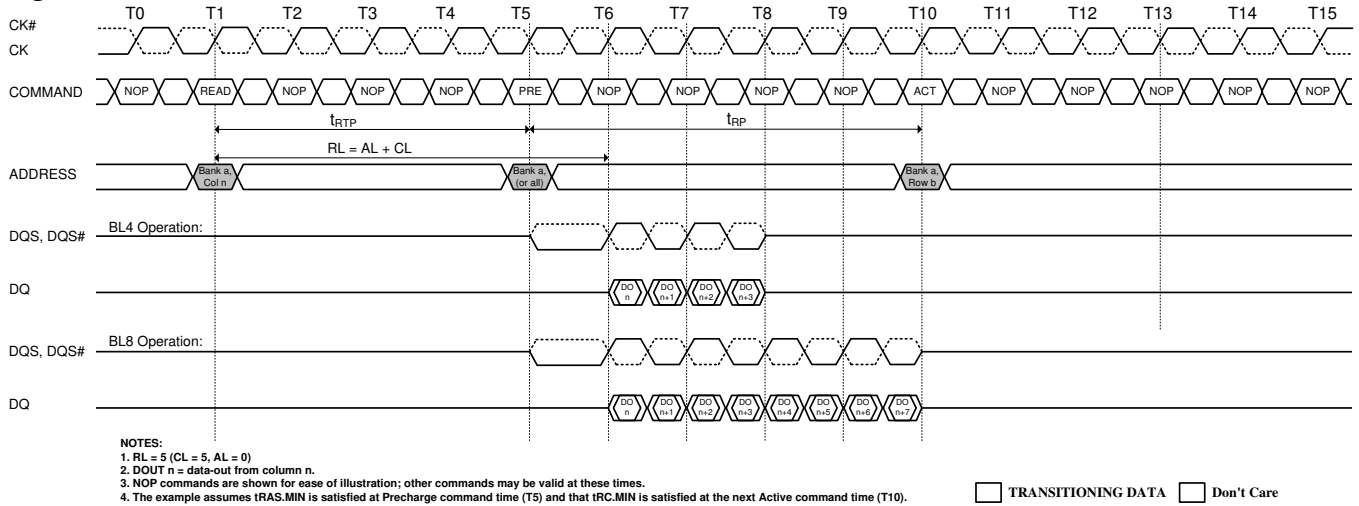 T0 T1 T2 T3 T4 T5 T6 T7 T8 T9 T10 T11 T12 T13 T14 T15
CK#
CK
COMMAND NOP READ NOP NOP NOP PRE NOP NOP NOP NOP ACT NOP NOP NOP NOP NOP
tRTP tRP
RL = AL + CL
ADDRESS
Bank a, Col n
Bank a, (or all)
Bank a, Row b
DQS, DQS# BL4 Operation:
DQ
DO n
DO n+1
DO n+2
DO n+3
DQS, DQS# BL8 Operation:
DQ
DO n
DO n+1
DO n+2
DO n+3
DO n+4
DO n+5
DO n+6
DO n+7
NOTES:
1. RL = 5 (CL = 5, AL = 0)
2. DOUT n = data-out from column n.
3. NOP commands are shown for ease of illustration; other commands may be valid at these times.
4. The example assumes tRAS.MIN is satisfied at Precharge command time (T5) and that tRC.MIN is satisfied at the next Active command time (T10).
TRANSITIONING DATA Don't Care